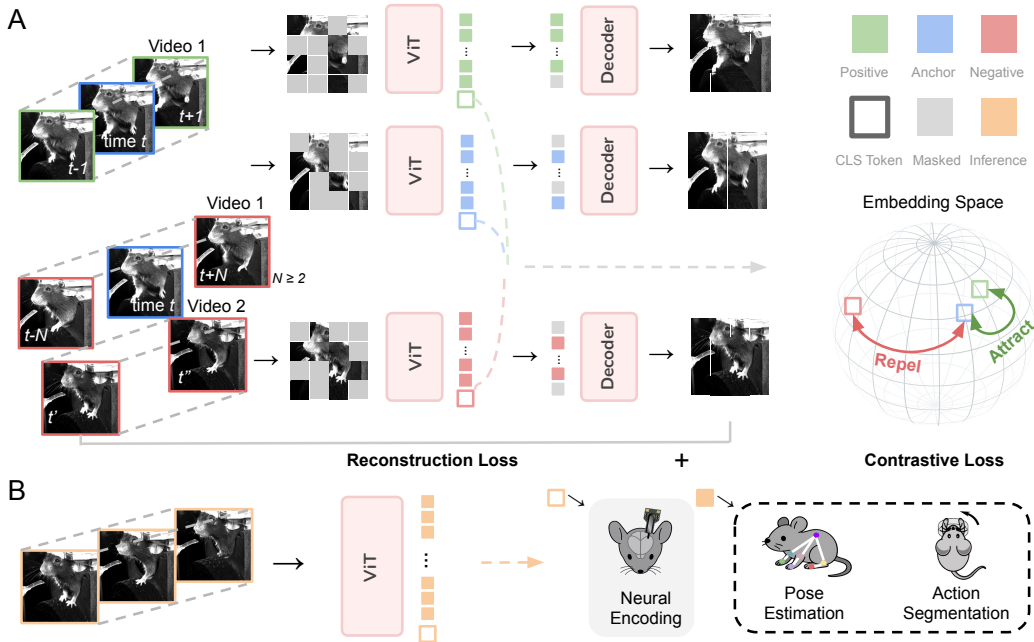 A
Video 1
t-1
time t
t+1
ViT
Decoder
ViT
Decoder
Positive
Anchor
Negative
CLS Token
Masked
Inference
Video 1
t-N
time t
t+N
N ≥ 2
Video 2
t'
t''
ViT
Decoder
Embedding Space
Repel
Attract
Reconstruction Loss
+
Contrastive Loss
B
ViT
Neural
Encoding
Pose
Estimation
Action
Segmentation